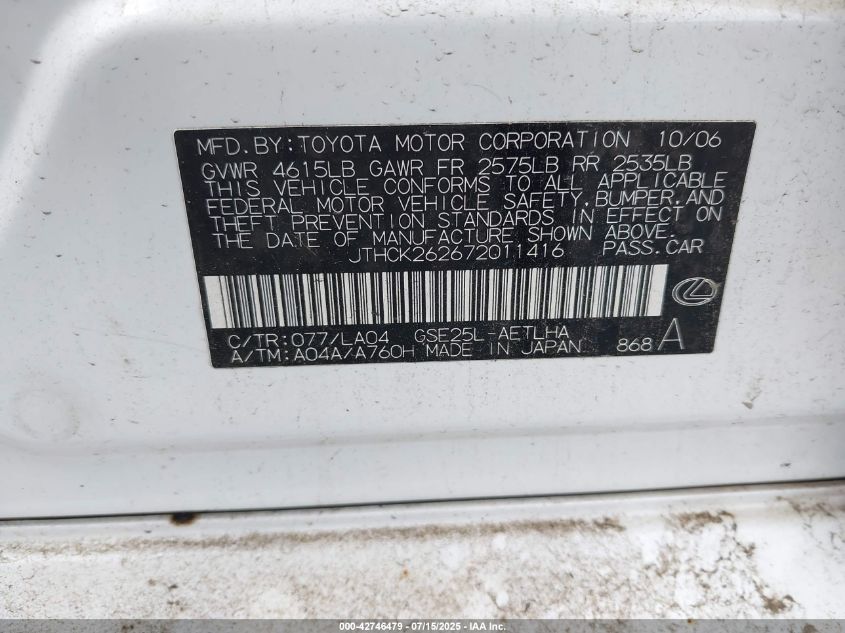 MFD.BY:TOYOTA MOTOR CORPORATION 10/06
GVWR 4615LB GAWR FR 2575LB RR 2535LB
THIS VEHICLE CONFORMS TO ALL APPLICABLE
FEDERAL MOTOR VEHICLE SAFETY,BUMPER,AND
THEFT PREVENTION STANDARDS IN EFFECT ON
THE DATE OF MANUFACTURE SHOWN ABOVE.
JTHCK262672011416 PASS.CAR
C/TR:077/LA04 GSE25L-AETLHA
A/TM:A04A/A760H MADE IN JAPAN 868 A
000-42746479 - 07/15/2025 - IAA Inc.